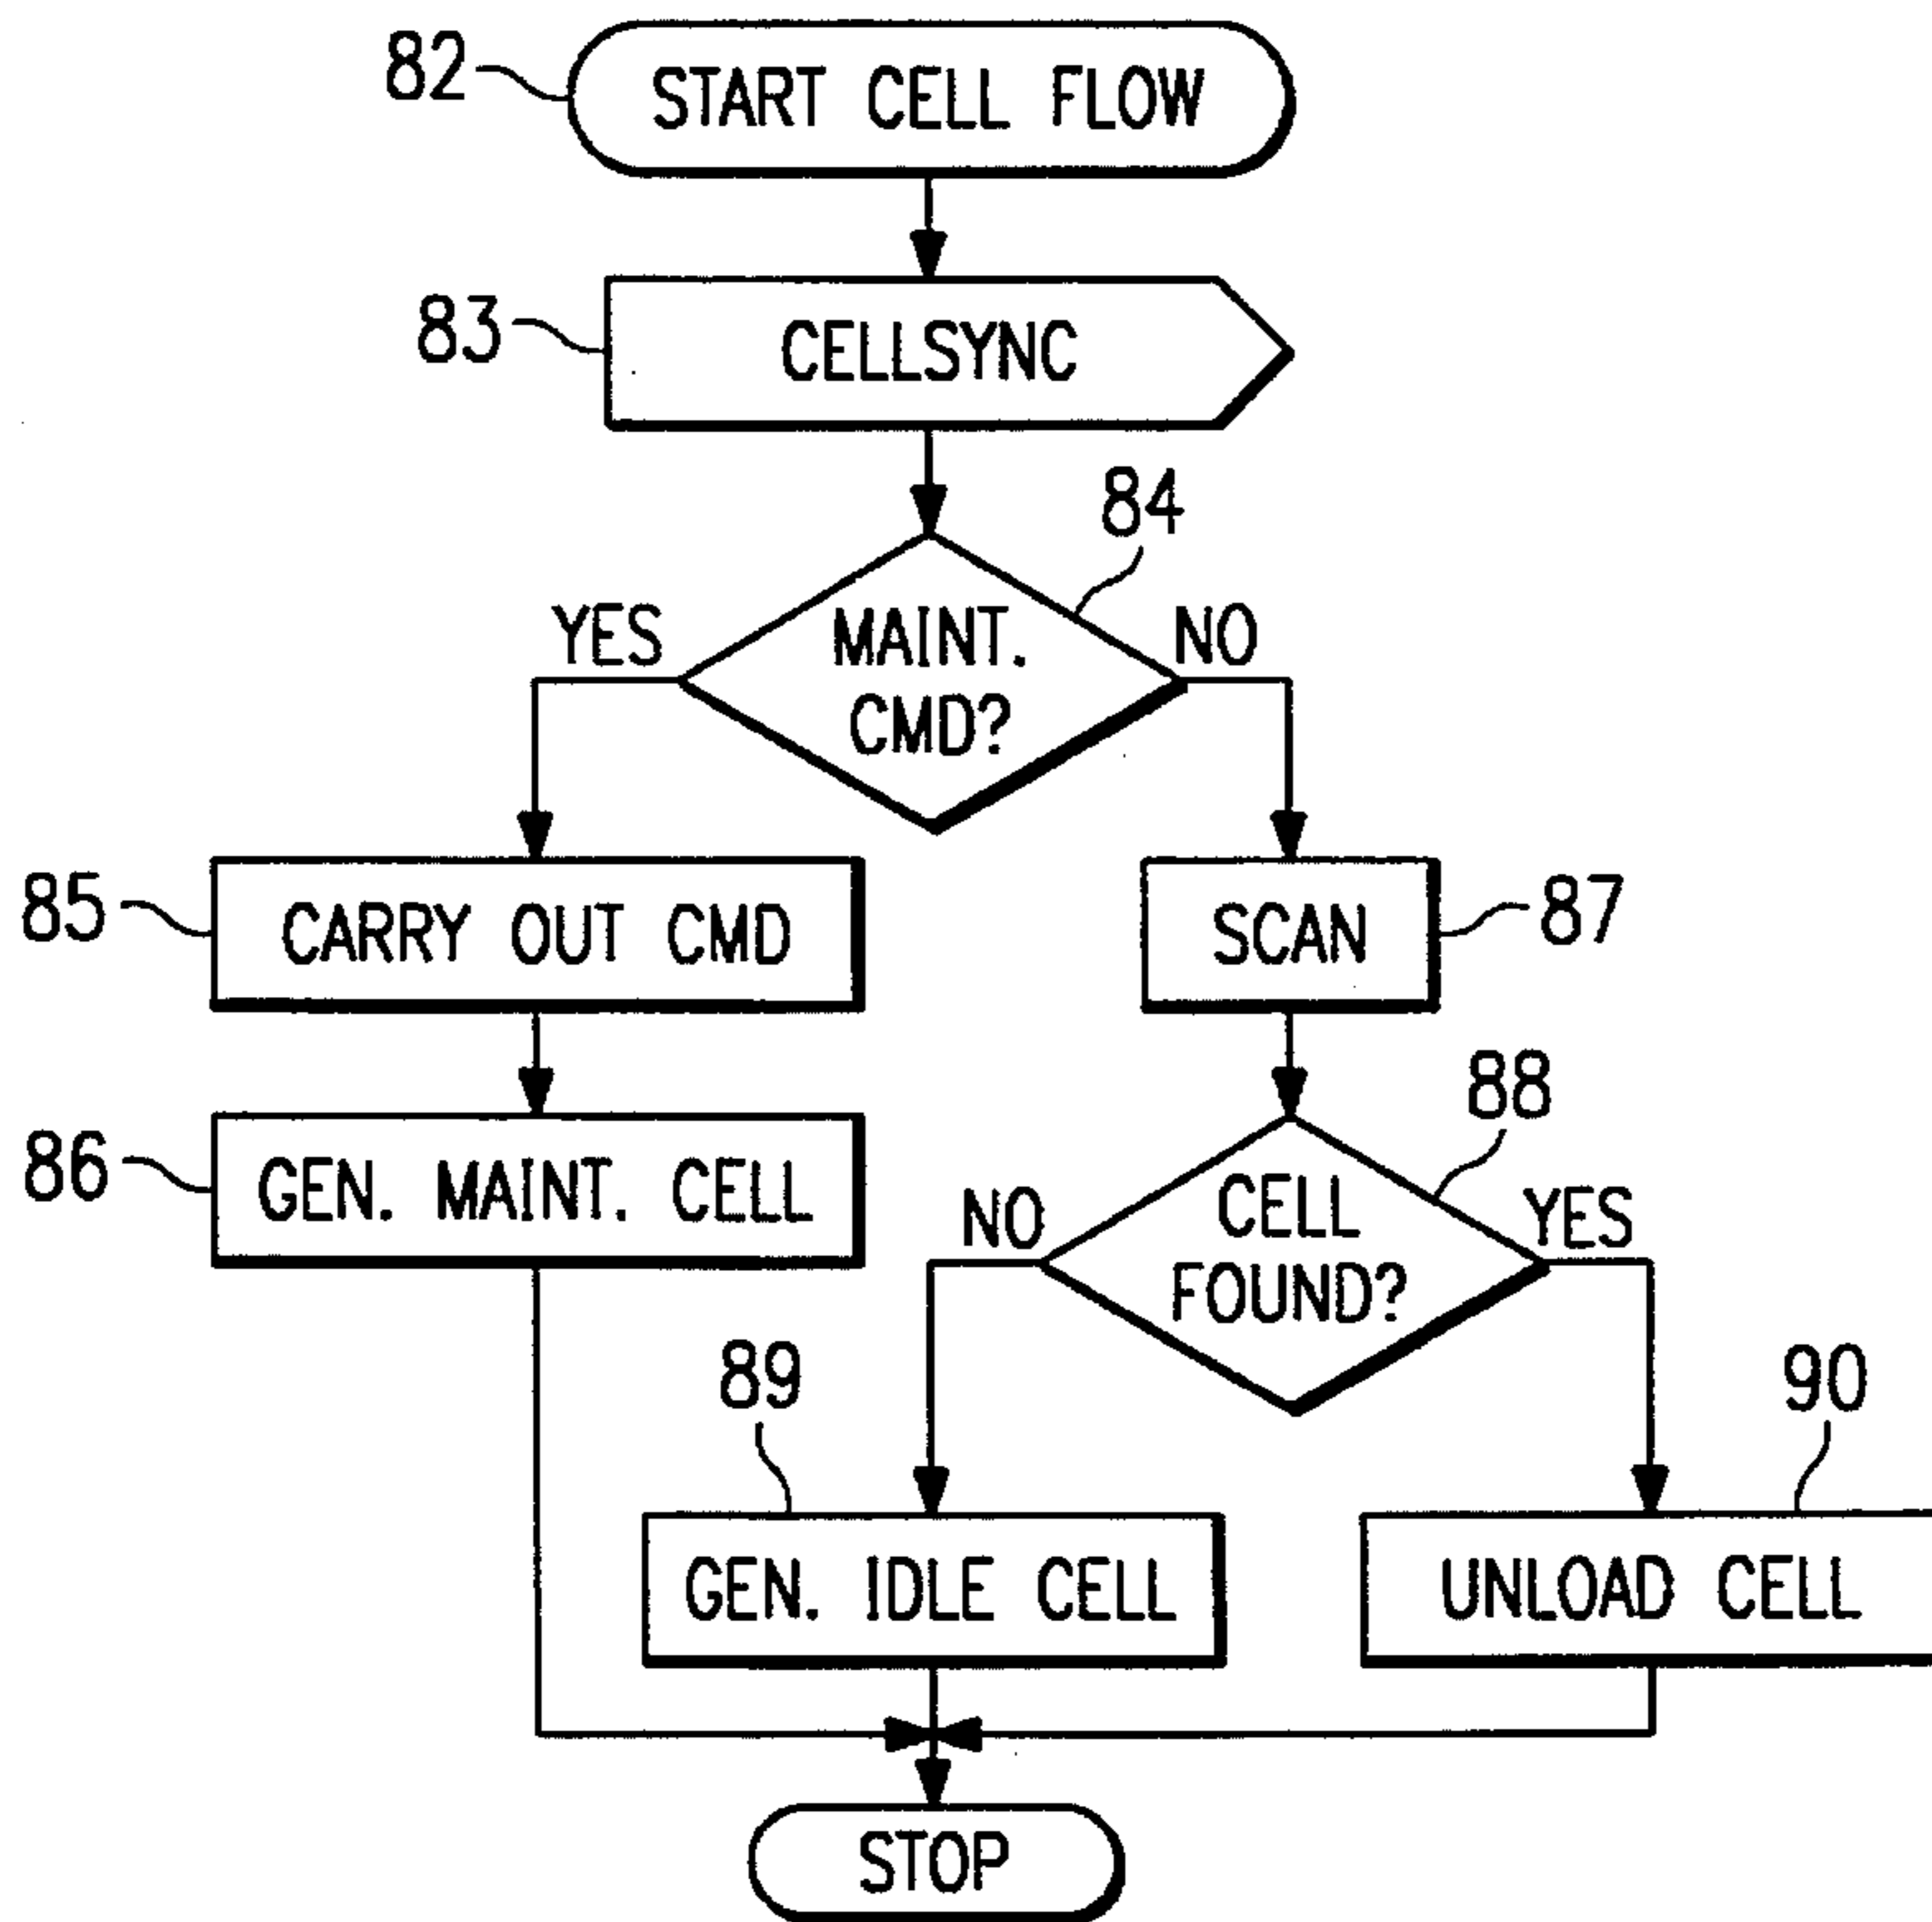 82
START CELL FLOW
83
CELLSYNC
84
YES
MAINT.
CMD?
NO
85
CARRY OUT CMD
SCAN
87
86
GEN. MAINT. CELL
88
NO
CELL
FOUND?
YES
89
90
GEN. IDLE CELL
UNLOAD CELL
STOP